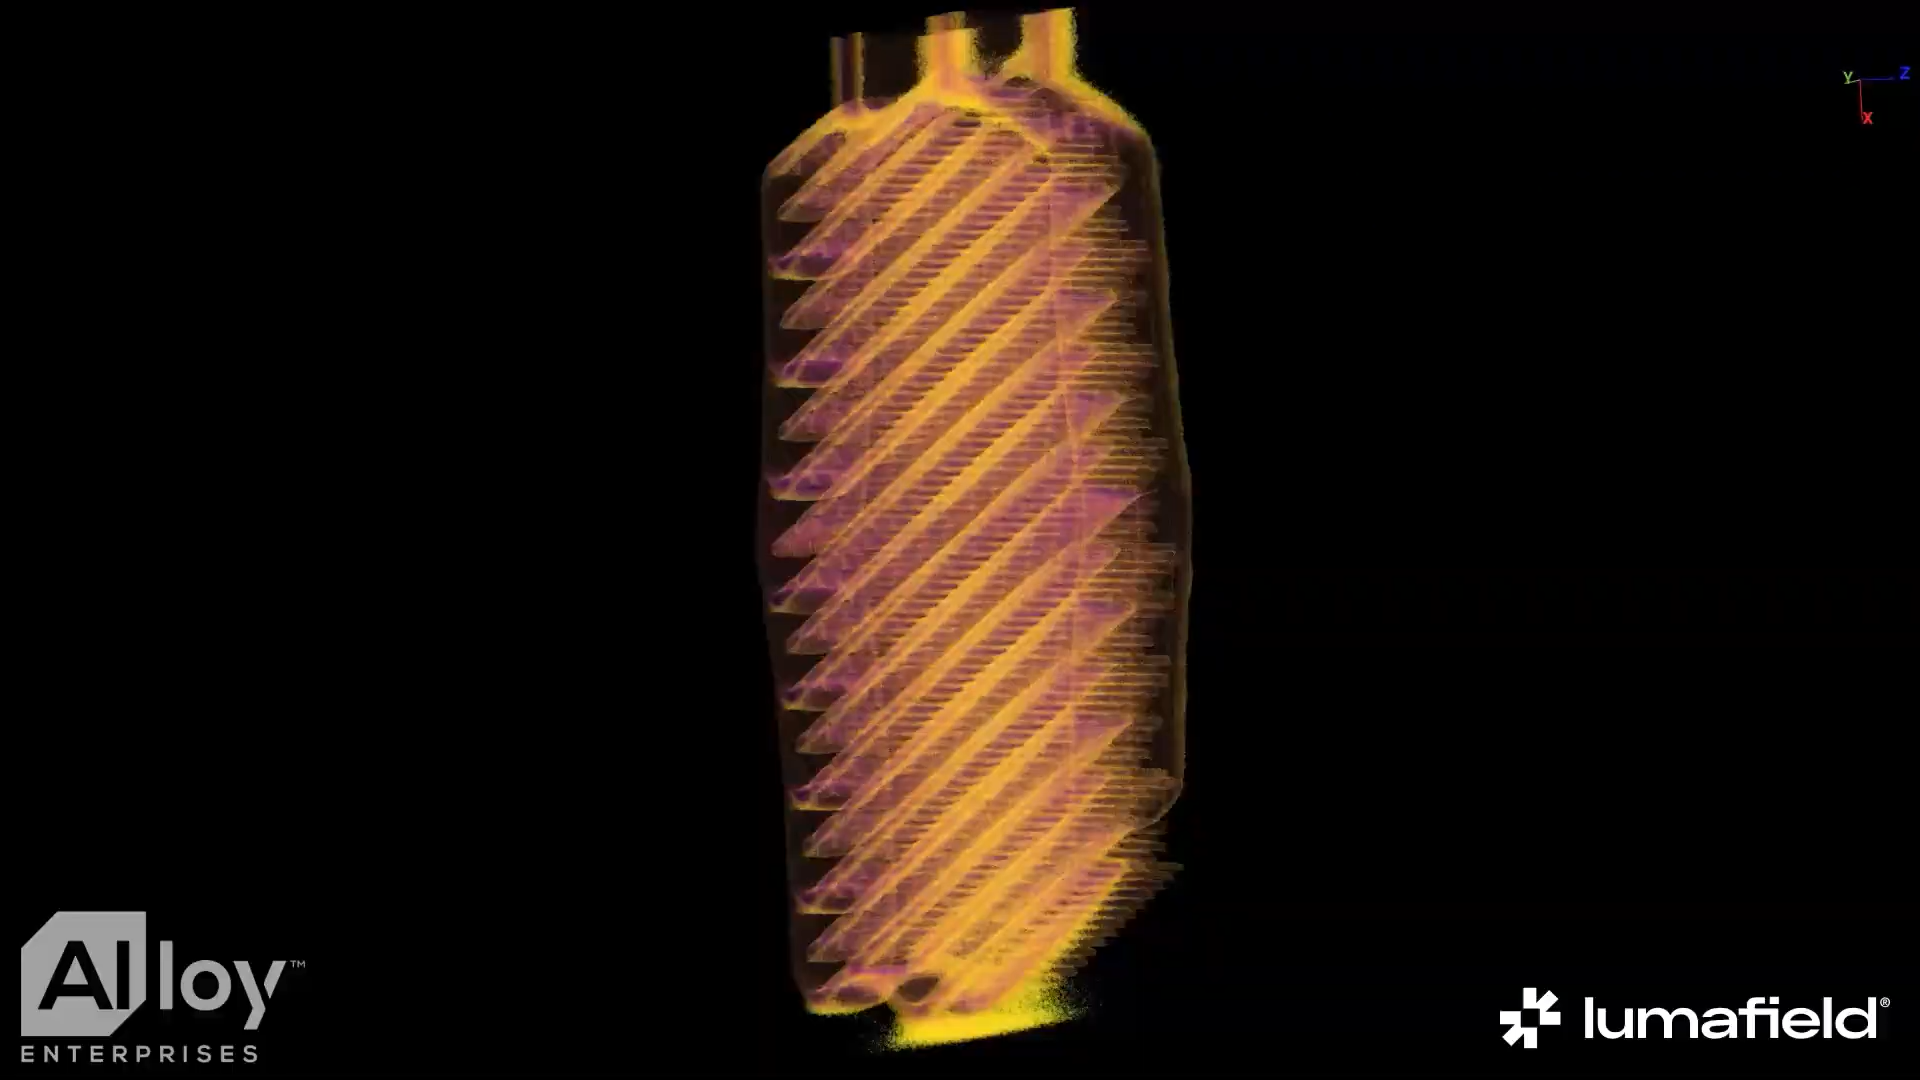 Y Z
X
Alloy™
ENTERPRISES
lumafield®